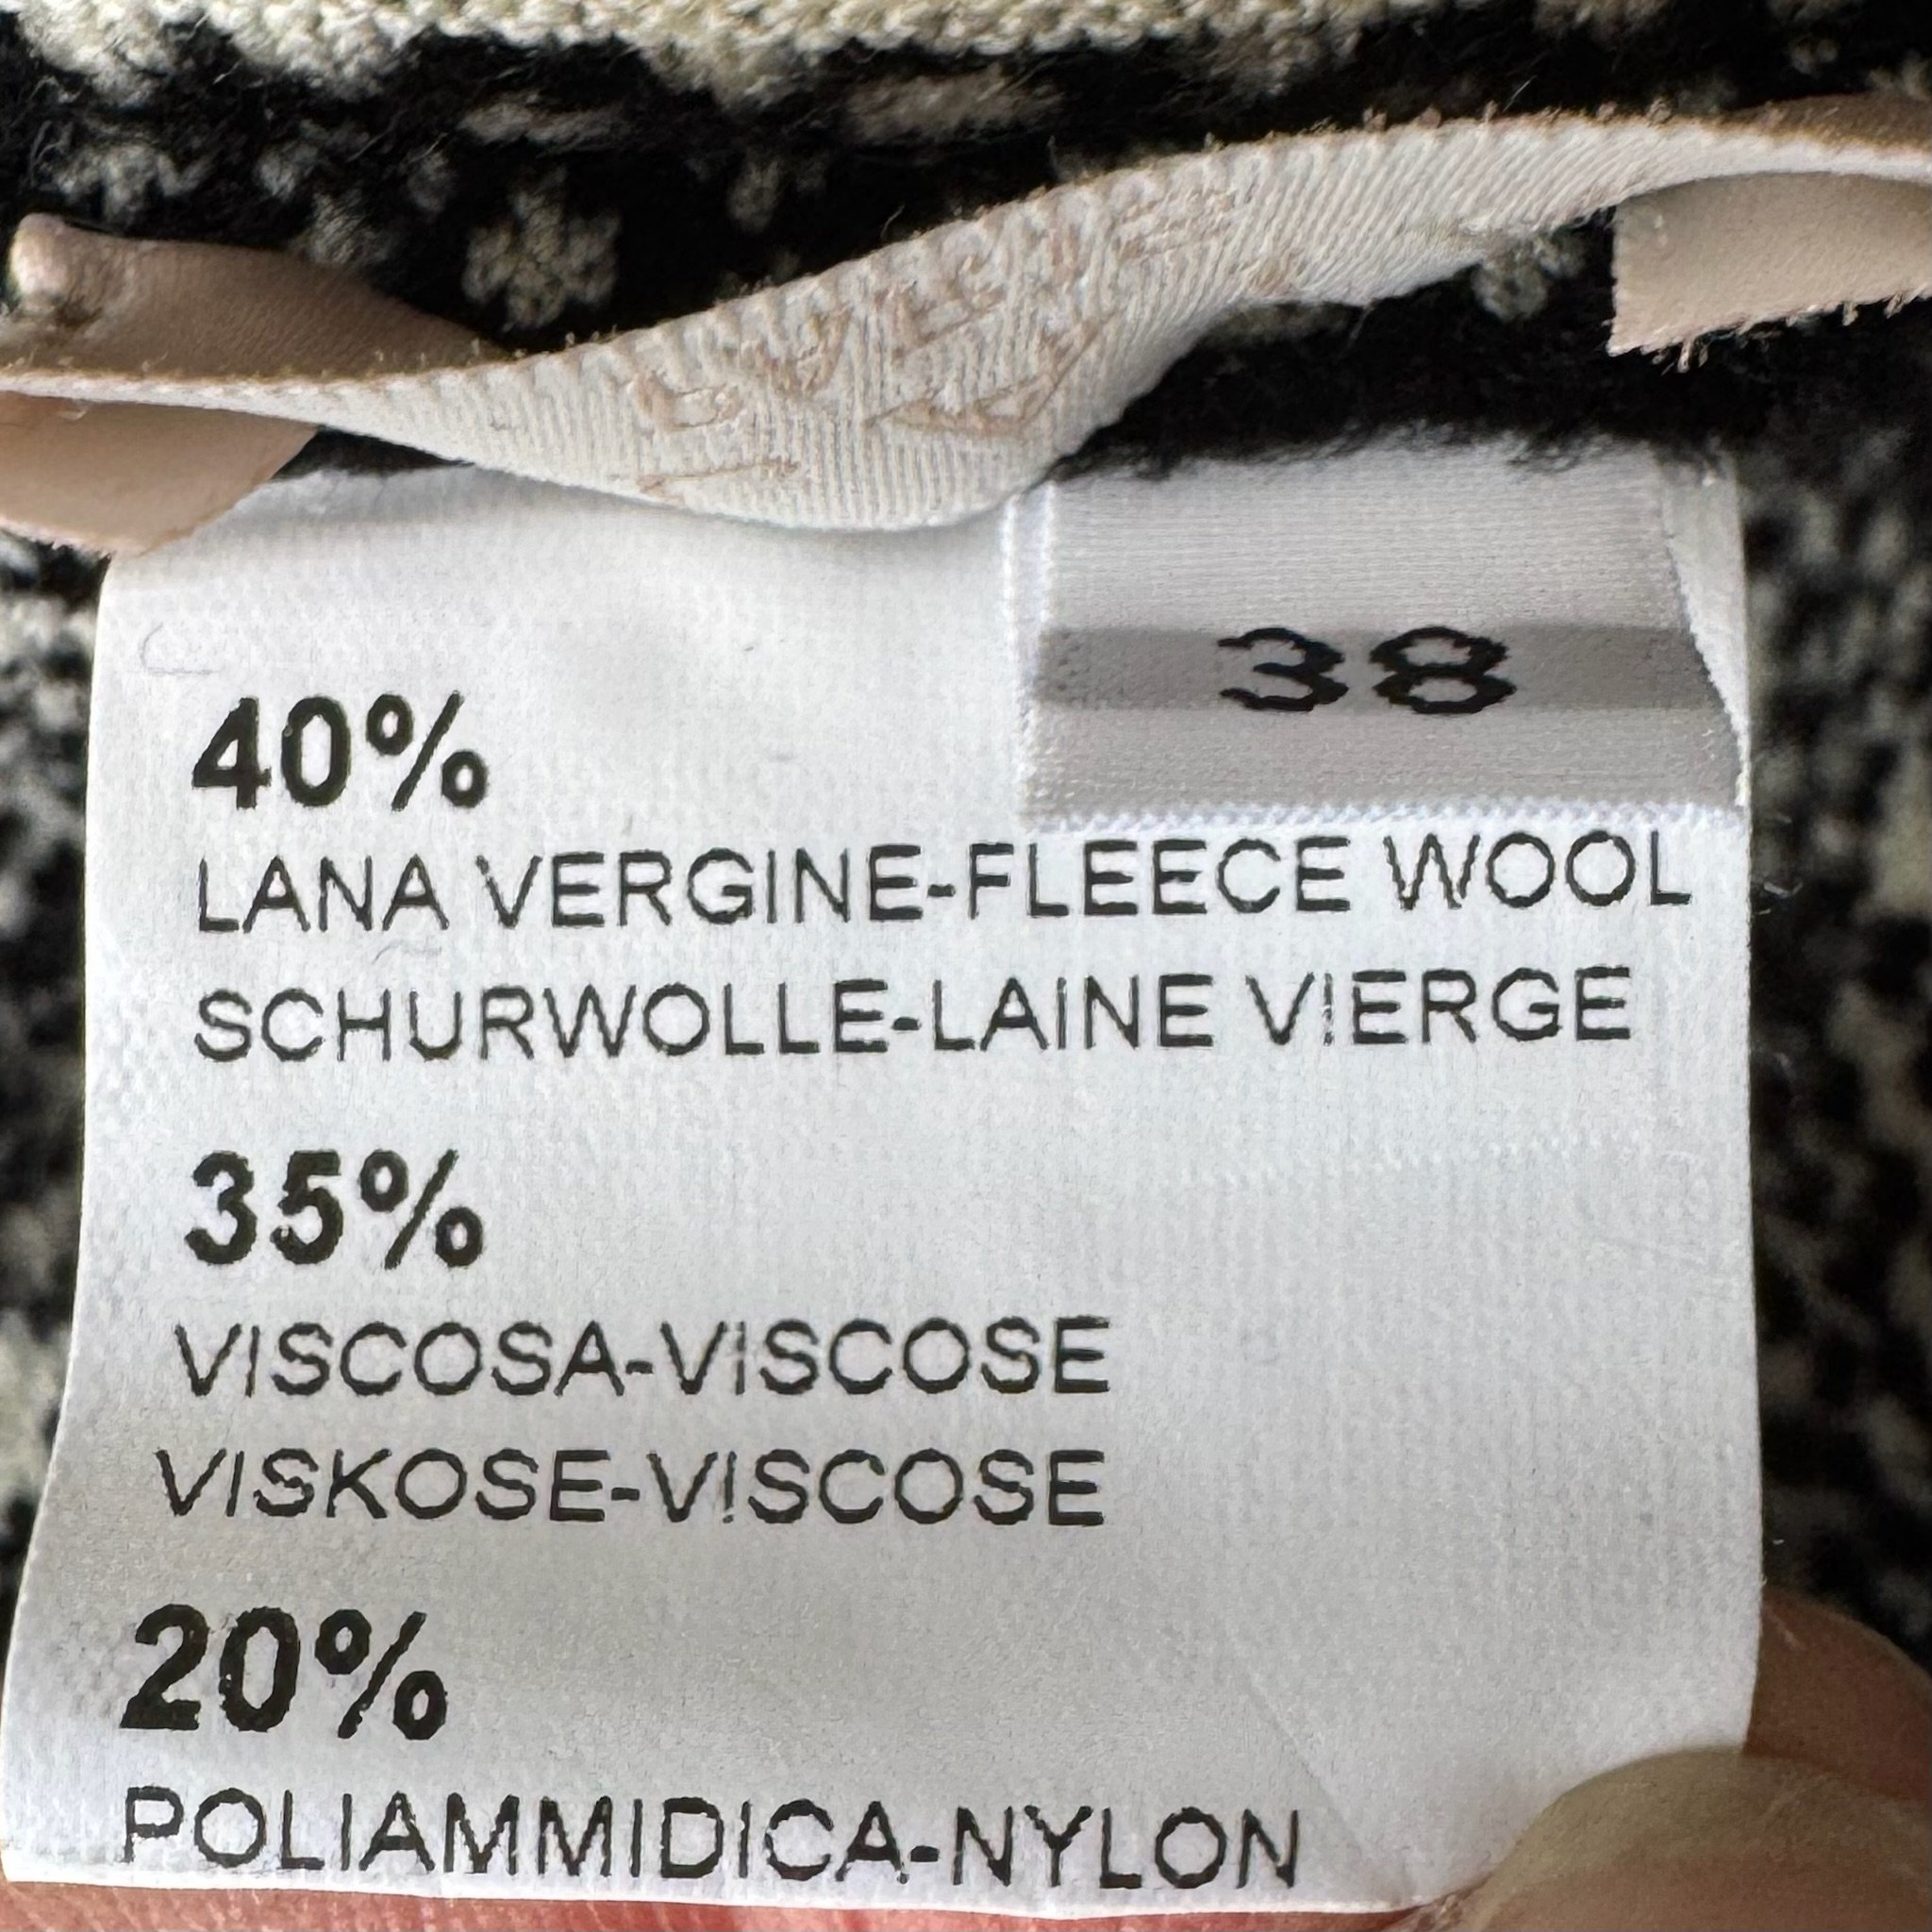 38
40%
LANA VERGINE-FLEECE WOOL
SCHURWOLLE-LAINE VIERGE
35%
VISCOSA-VISCOSE
VISKOSE-VISCOSE
20%
POLIAMMIDICA-NYLON